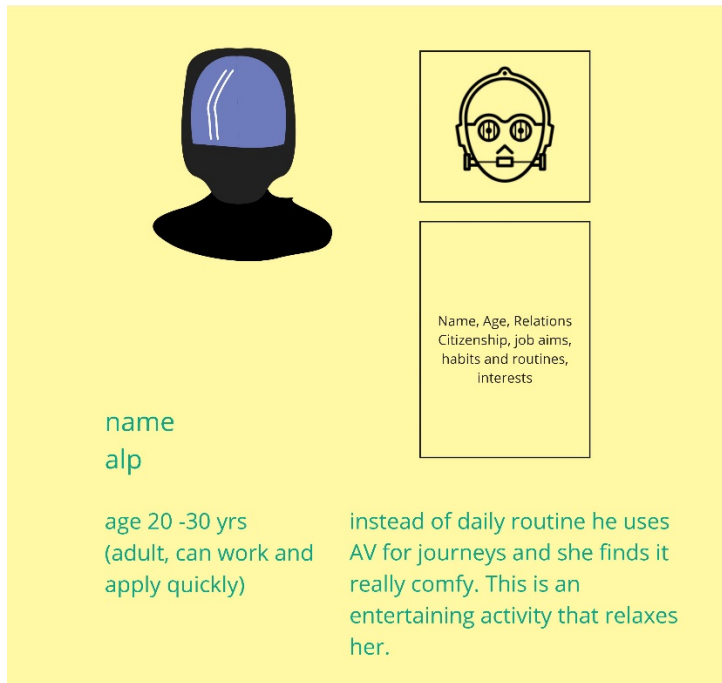 Name, Age, Relations
Citizenship, job aims,
habits and routines,
interests
name
alp
age 20 -30 yrs
(adult, can work and
apply quickly)
instead of daily routine he uses
AV for journeys and she finds it
really comfy. This is an
entertaining activity that relaxes
her.